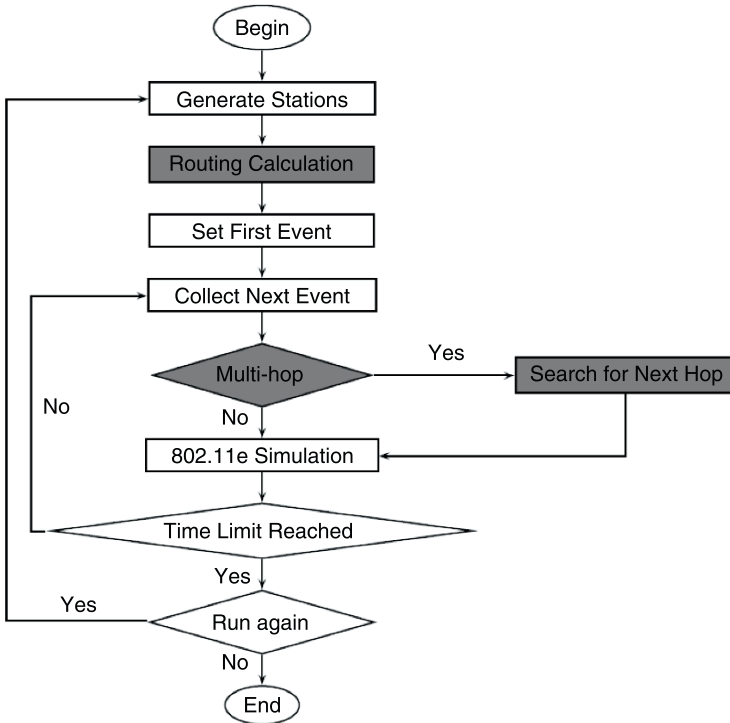 Begin
Generate Stations
Routing Calculation
Set First Event
Collect Next Event
Multi-hop
Yes
Search for Next Hop
No
No
802.11e Simulation
Time Limit Reached
Yes
Yes
Run again
No
End